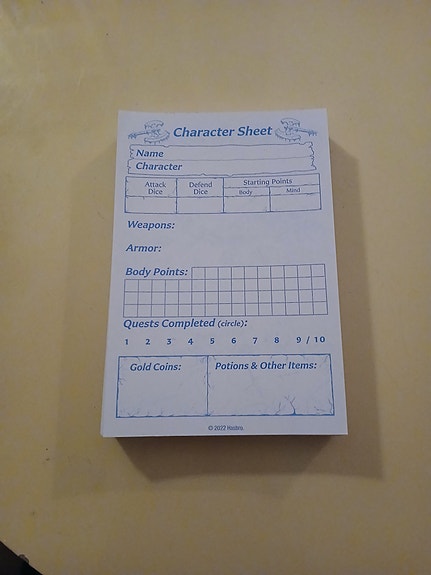 Character Sheet
Name
Character
Attack Dice
Defend Dice
Starting Points
Body
Mind
Weapons:
Armor:
Body Points:
Quests Completed (circle):
1 2 3 4 5 6 7 8 9 / 10
Gold Coins:
Potions & Other Items:
© 2022 Hasbro.